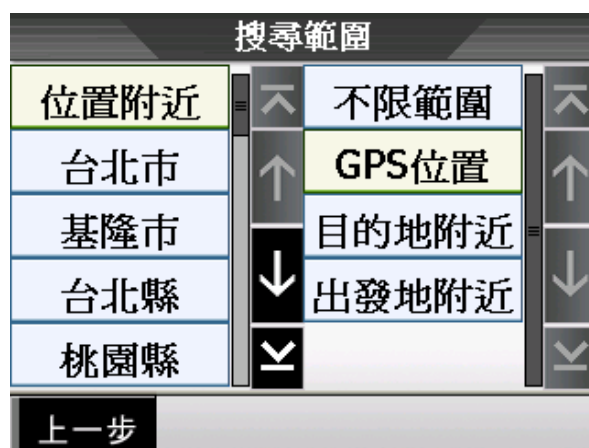 搜尋範圍
位置附近
台北市
基隆市
台北縣
桃園縣
不限範圍
GPS位置
目的地附近
出發地附近
上一步